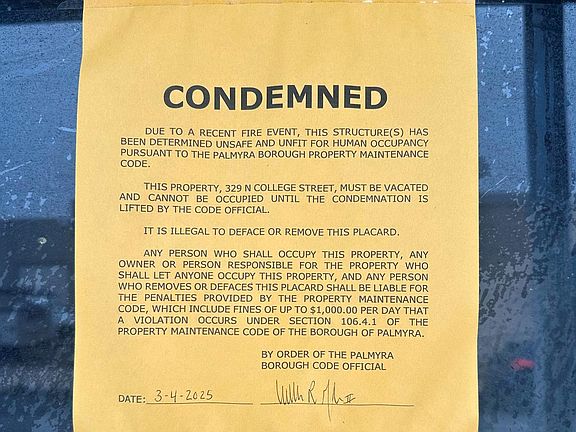 CONDEMNED
DUE TO A RECENT FIRE EVENT, THIS STRUCTURE(S) HAS
BEEN DETERMINED UNSAFE AND UNFIT FOR HUMAN OCCUPANCY
PURSUANT TO THE PALMYRA BOROUGH PROPERTY MAINTENANCE
CODE.
THIS PROPERTY, 329 N COLLEGE STREET, MUST BE VACATED
AND CANNOT BE OCCUPIED UNTIL THE CONDEMNATION IS
LIFTED BY THE CODE OFFICIAL.
IT IS ILLEGAL TO DEFACE OR REMOVE THIS PLACARD.
ANY PERSON WHO SHALL OCCUPY THIS PROPERTY, ANY
OWNER OR PERSON RESPONSIBLE FOR THE PROPERTY WHO
SHALL LET ANYONE OCCUPY THIS PROPERTY, AND ANY PERSON
WHO REMOVES OR DEFACES THIS PLACARD SHALL BE LIABLE FOR
THE PENALTIES PROVIDED BY THE PROPERTY MAINTENANCE
CODE, WHICH INCLUDE FINES OF UP TO $1,000.00 PER DAY THAT
A VIOLATION OCCURS UNDER SECTION 106.4.1 OF THE
PROPERTY MAINTENANCE CODE OF THE BOROUGH OF PALMYRA.
BY ORDER OF THE PALMYRA
BOROUGH CODE OFFICIAL
DATE: 3-4-2025